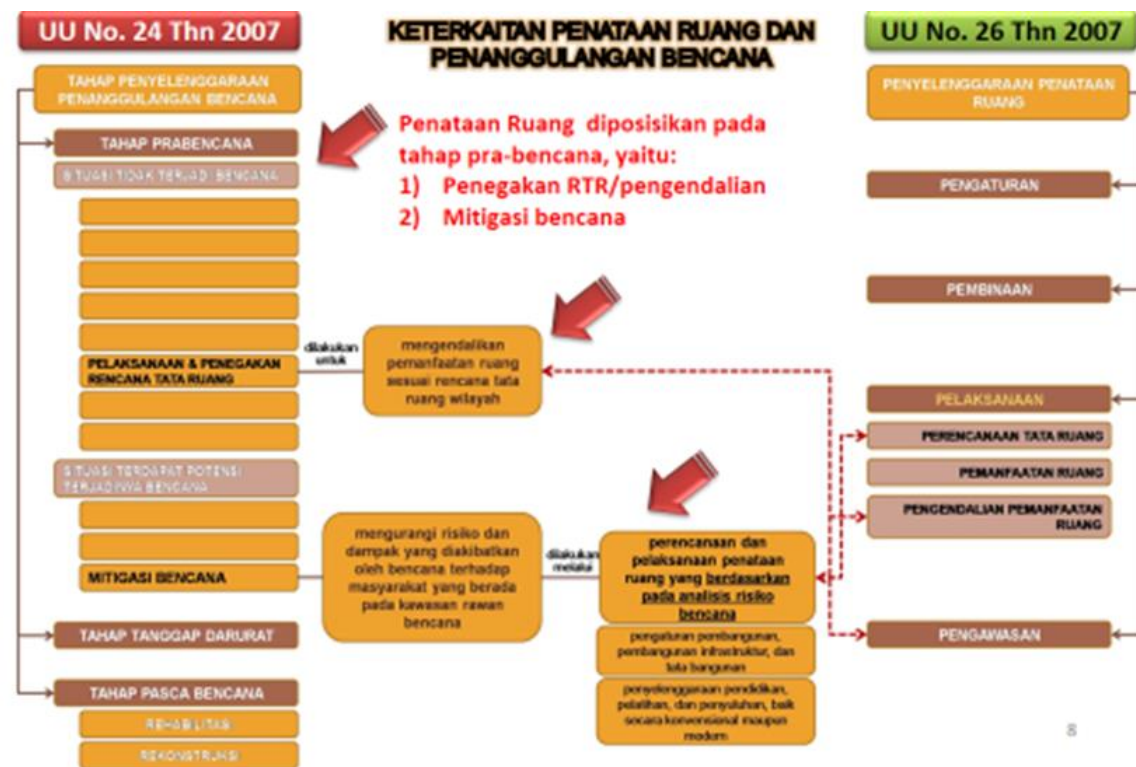 UU No. 24 Thn 2007
KETERKAITAN PENATAAN RUANG DAN
PENANGGULANGAN BENCANA
UU No. 26 Thn 2007
TAHAP PENYELENGGARAAN
PENANGGULANGAN BENCANA
TAHAP PRABENCANA
SITUASI TIDAK TERJADI BENCANA
PELAKSANAAN & PENEGAKAN
RENCANA TATA RUANG
SITUASI TERDAPAT POTENSI
TERJADINYA BENCANA
MITIGASI BENCANA
TAHAP TANGGAP DARURAT
TAHAP PASCA BENCANA
REHABILITASI
REKONSTRUKSI
Penataan Ruang diposisikan pada
tahap pra-bencana, yaitu:
1) Penegakan RTR/pengendalian
2) Mitigasi bencana
dilakukan
untuk
mengendalikan
pemanfaatan ruang
sesuai rencana tata
ruang wilayah
mengurangi risiko dan
dampak yang diakibatkan
oleh bencana terhadap
masyarakat yang berada
pada kawasan rawan
bencana
dilakukan
melalui
perencanaan dan
pelaksanaan penataan
ruang yang berdasarkan
pada analisis risiko
bencana
pengaturan pembangunan,
pembangunan infrastruktur, dan
tata bangunan
penyelenggaraan pendidikan,
pelatihan, dan penyuluhan, baik
secara konvensional maupun
modern
PENYELENGGARAAN PENATAAN
RUANG
PENGATURAN
PEMBINAAN
PELAKSANAAN
PERENCANAAN TATA RUANG
PEMANFAATAN RUANG
PENGENDALIAN PEMANFAATAN
RUANG
PENGAWASAN
8